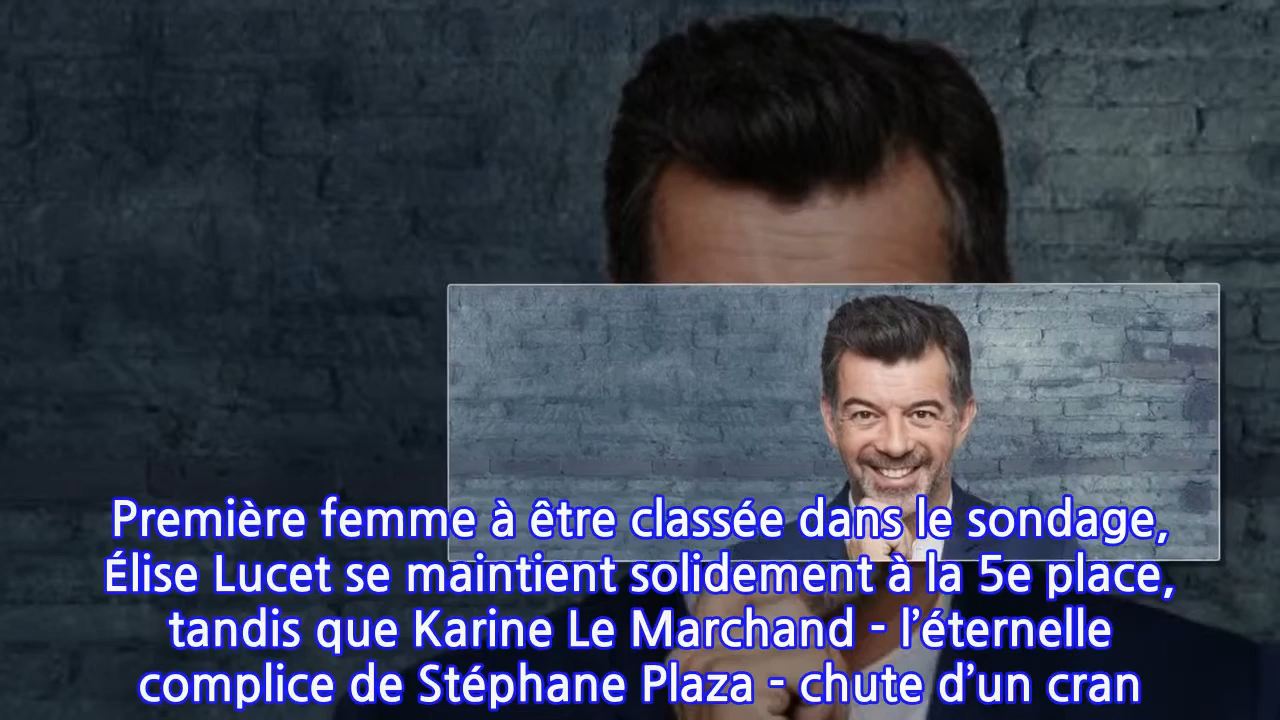 Première femme à être classée dans le sondage,
Élise Lucet se maintient solidement à la 5e place,
tandis que Karine Le Marchand - l’éternelle
complice de Stéphane Plaza - chute d’un cran